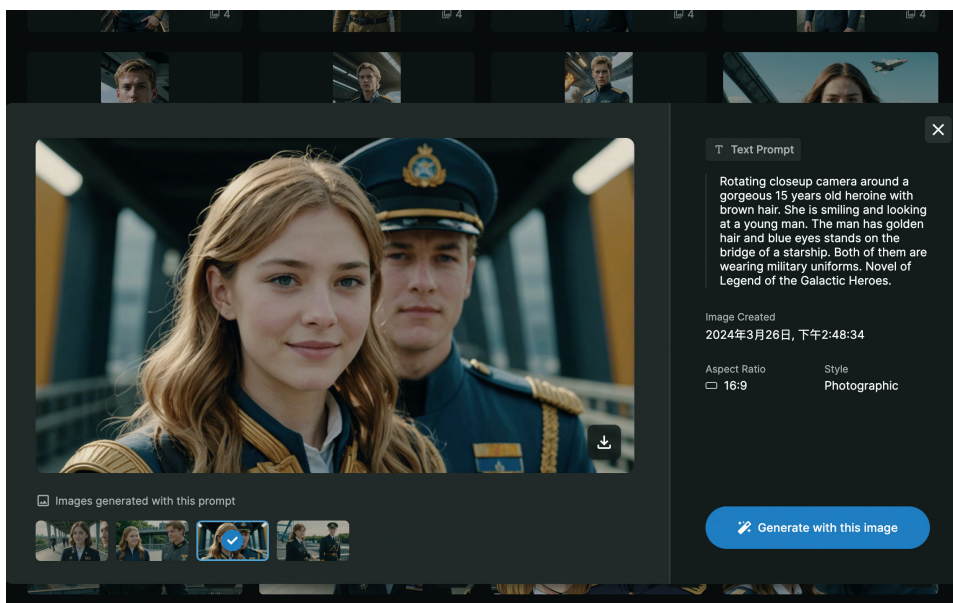 4
4
4
4
T Text Prompt
Rotating closeup camera around a
gorgeous 15 years old heroine with
brown hair. She is smiling and looking
at a young man. The man has golden
hair and blue eyes stands on the
bridge of a starship. Both of them are
wearing military uniforms. Novel of
Legend of the Galactic Heroes.
Image Created
2024年3月26日, 下午2:48:34
Aspect Ratio
16:9
Style
Photographic
Images generated with this prompt
Generate with this image